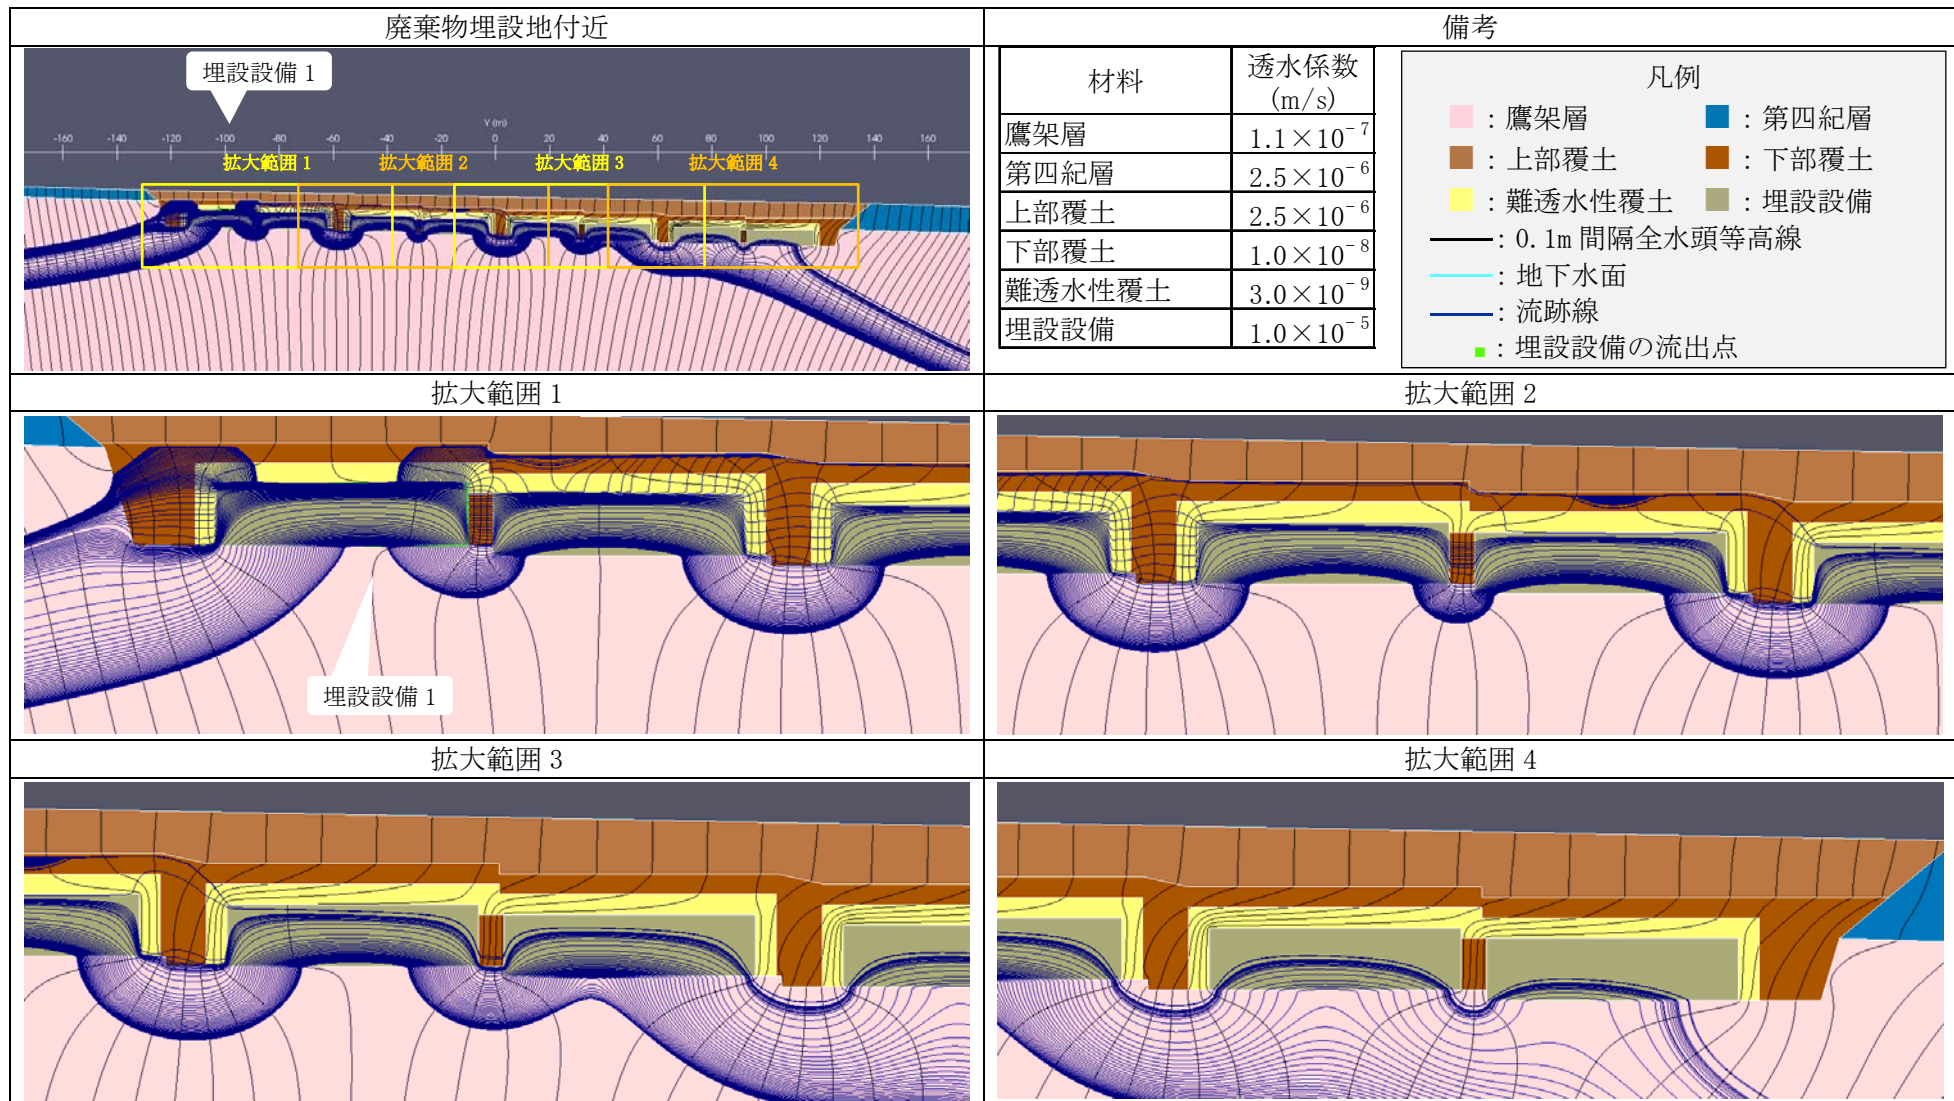 廃棄物埋設地付近
備考
埋設設備 1
Y (m)
-160 -140 -120 -100 -80 -60 -40 -20 0 20 40 60 80 100 120 140 160
拡大範囲 1
拡大範囲 2
拡大範囲 3
拡大範囲 4
材料 透水係数
(m/s)
鷹架層 1.1×10⁻⁷
第四紀層 2.5×10⁻⁶
上部覆土 2.5×10⁻⁶
下部覆土 1.0×10⁻⁸
難透水性覆土 3.0×10⁻⁹
埋設設備 1.0×10⁻⁵
凡例
:鷹架層 :第四紀層
:上部覆土 :下部覆土
:難透水性覆土 :埋設設備
:0.1m 間隔全水頭等高線
:地下水面
:流跡線
:埋設設備の流出点
拡大範囲 1
拡大範囲 2
埋設設備 1
拡大範囲 3
拡大範囲 4